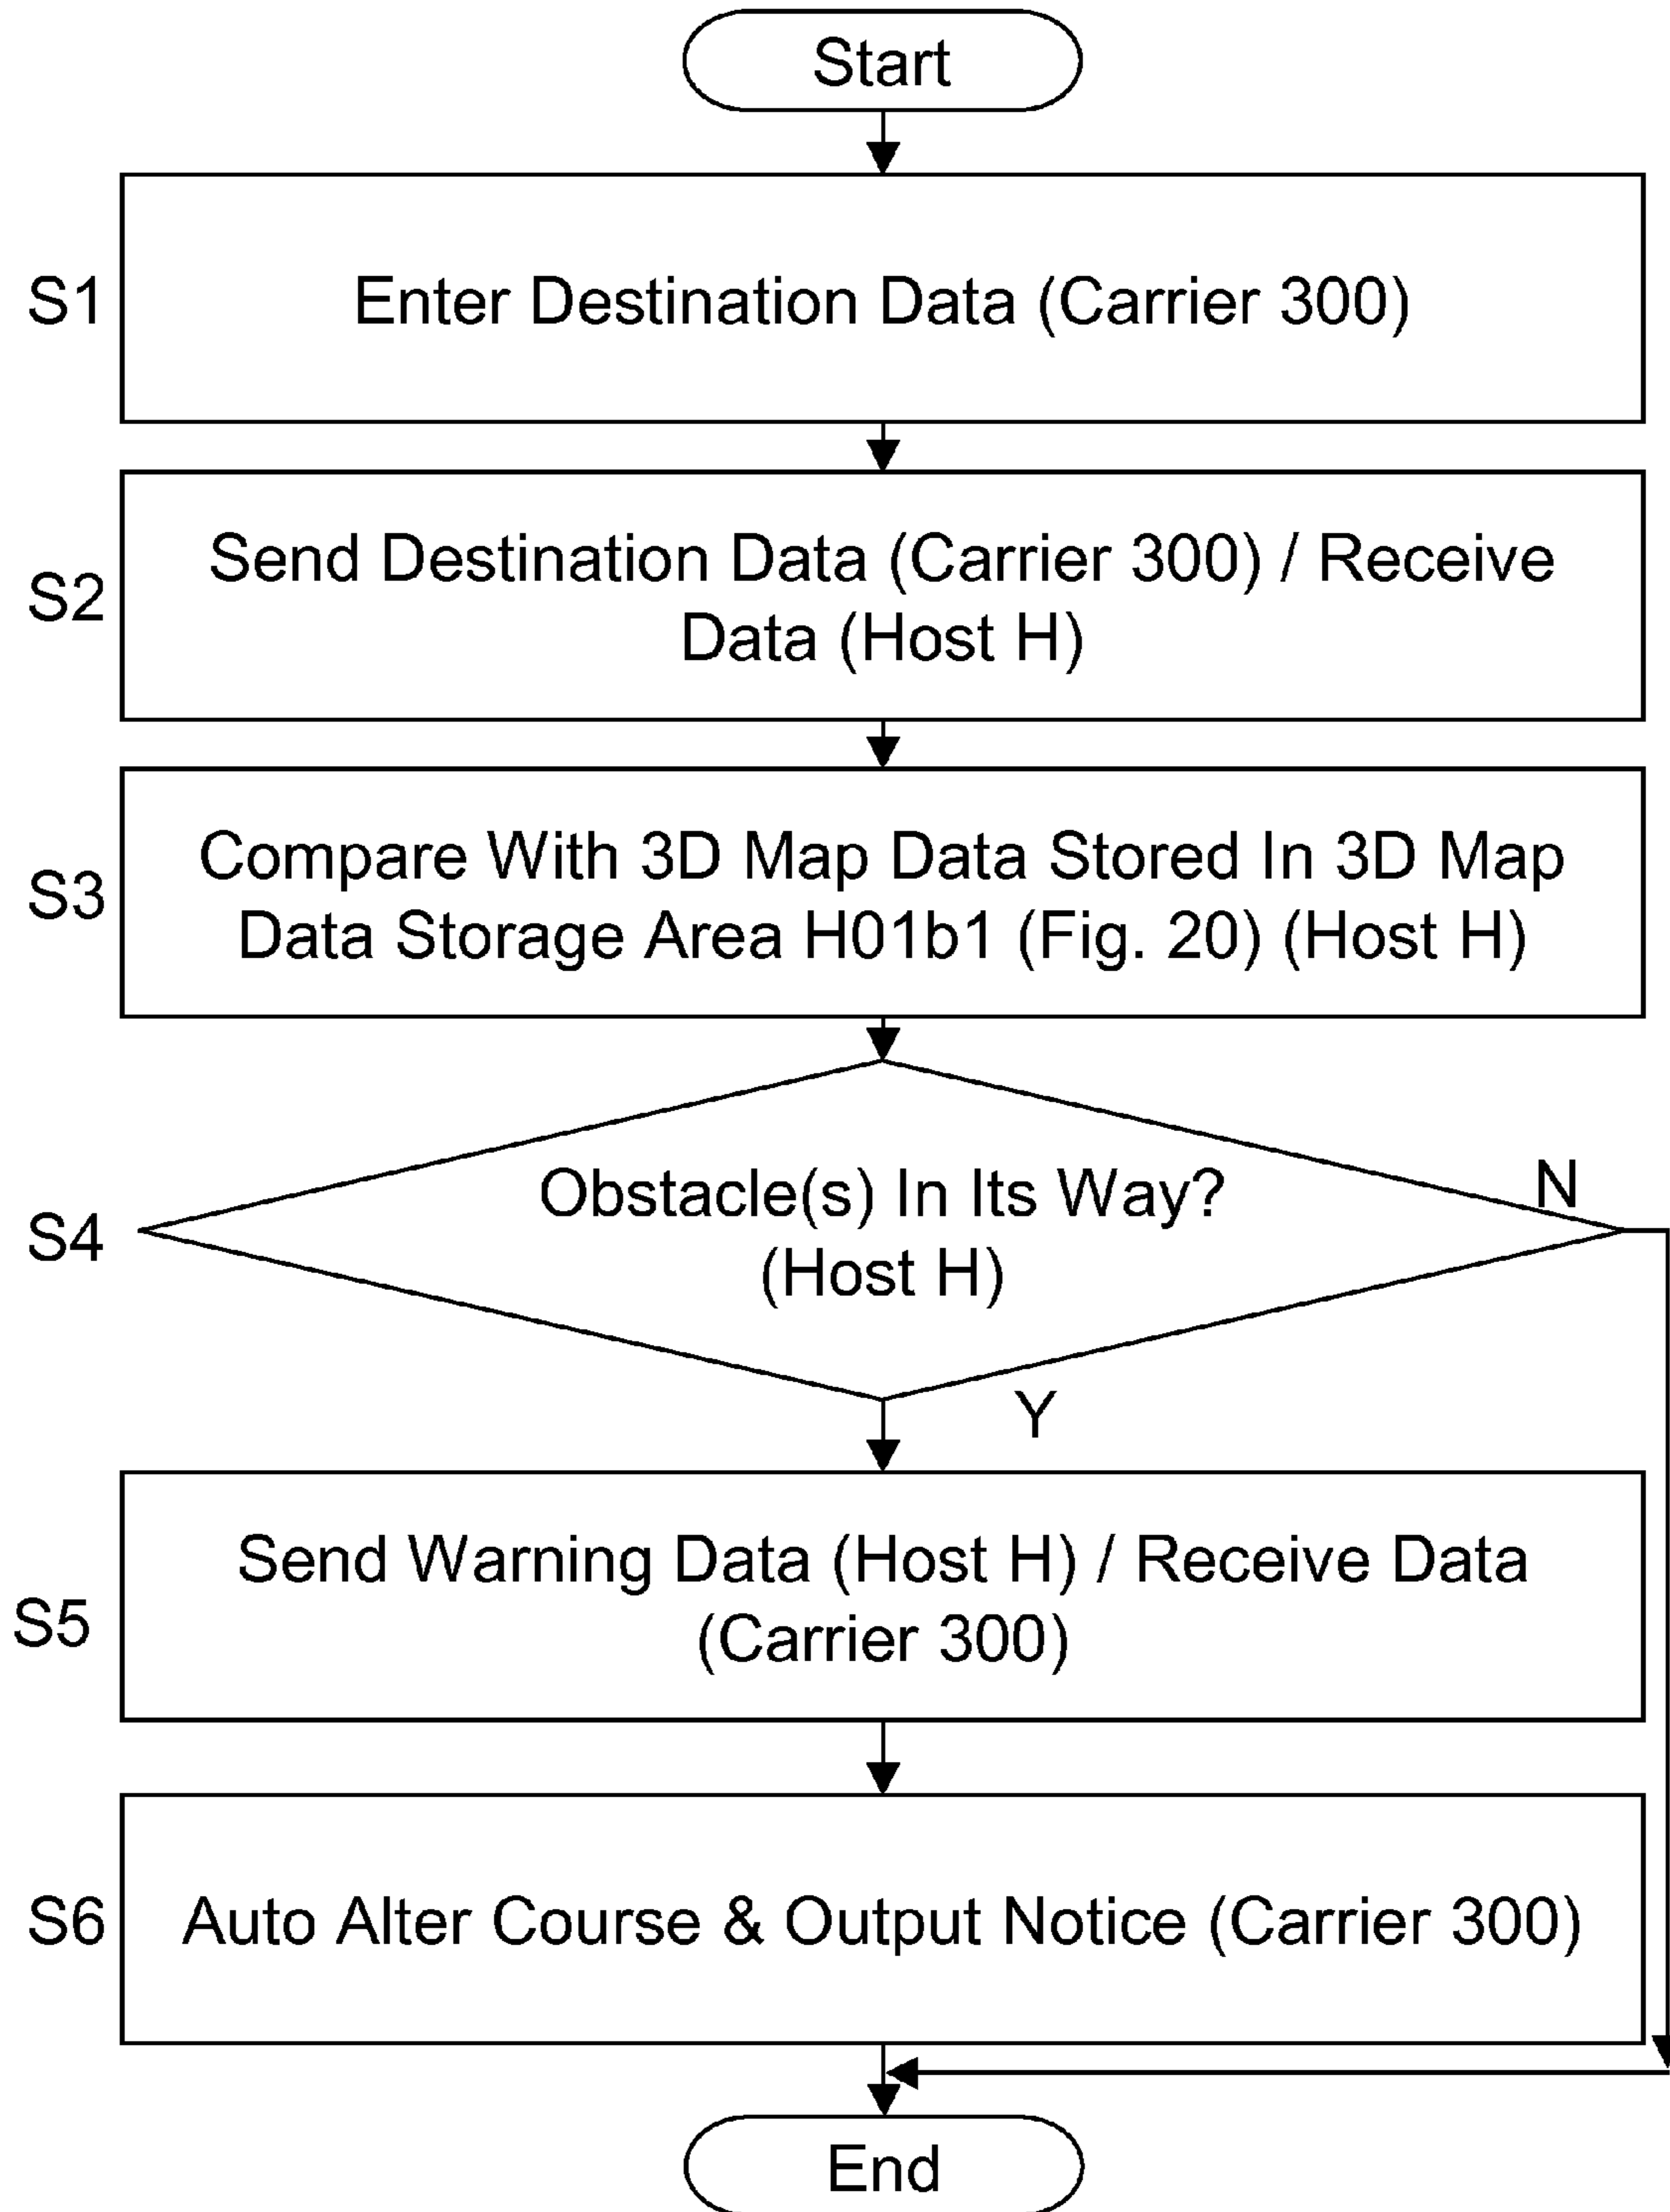 Start
S1
Enter Destination Data (Carrier 300)
S2
Send Destination Data (Carrier 300) / Receive
Data (Host H)
S3
Compare With 3D Map Data Stored In 3D Map
Data Storage Area H01b1 (Fig. 20) (Host H)
S4
Obstacle(s) In Its Way?
(Host H)
N
Y
S5
Send Warning Data (Host H) / Receive Data
(Carrier 300)
S6
Auto Alter Course & Output Notice (Carrier 300)
End